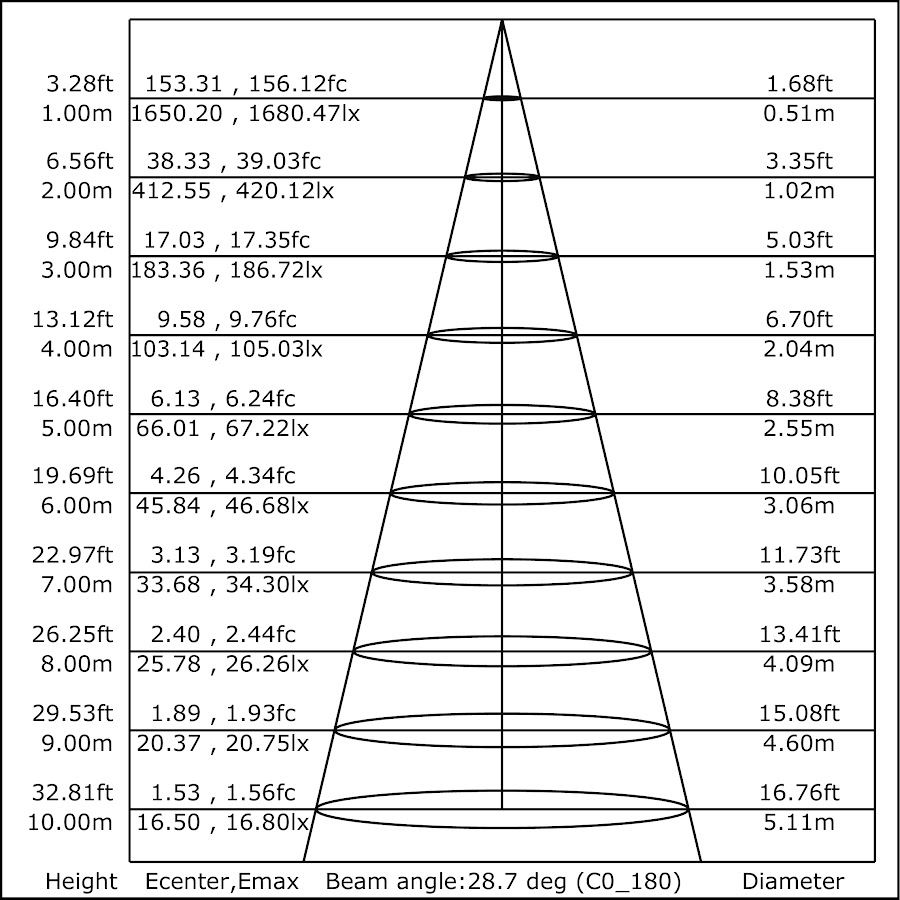 3.28ft 153.31 , 156.12fc 1.68ft
1.00m 1650.20 , 1680.47lx 0.51m
6.56ft 38.33 , 39.03fc 3.35ft
2.00m 412.55 , 420.12lx 1.02m
9.84ft 17.03 , 17.35fc 5.03ft
3.00m 183.36 , 186.72lx 1.53m
13.12ft 9.58 , 9.76fc 6.70ft
4.00m 103.14 , 105.03lx 2.04m
16.40ft 6.13 , 6.24fc 8.38ft
5.00m 66.01 , 67.22lx 2.55m
19.69ft 4.26 , 4.34fc 10.05ft
6.00m 45.84 , 46.68lx 3.06m
22.97ft 3.13 , 3.19fc 11.73ft
7.00m 33.68 , 34.30lx 3.58m
26.25ft 2.40 , 2.44fc 13.41ft
8.00m 25.78 , 26.26lx 4.09m
29.53ft 1.89 , 1.93fc 15.08ft
9.00m 20.37 , 20.75lx 4.60m
32.81ft 1.53 , 1.56fc 16.76ft
10.00m 16.50 , 16.80lx 5.11m
Height Ecenter,Emax Beam angle:28.7 deg (C0_180) Diameter